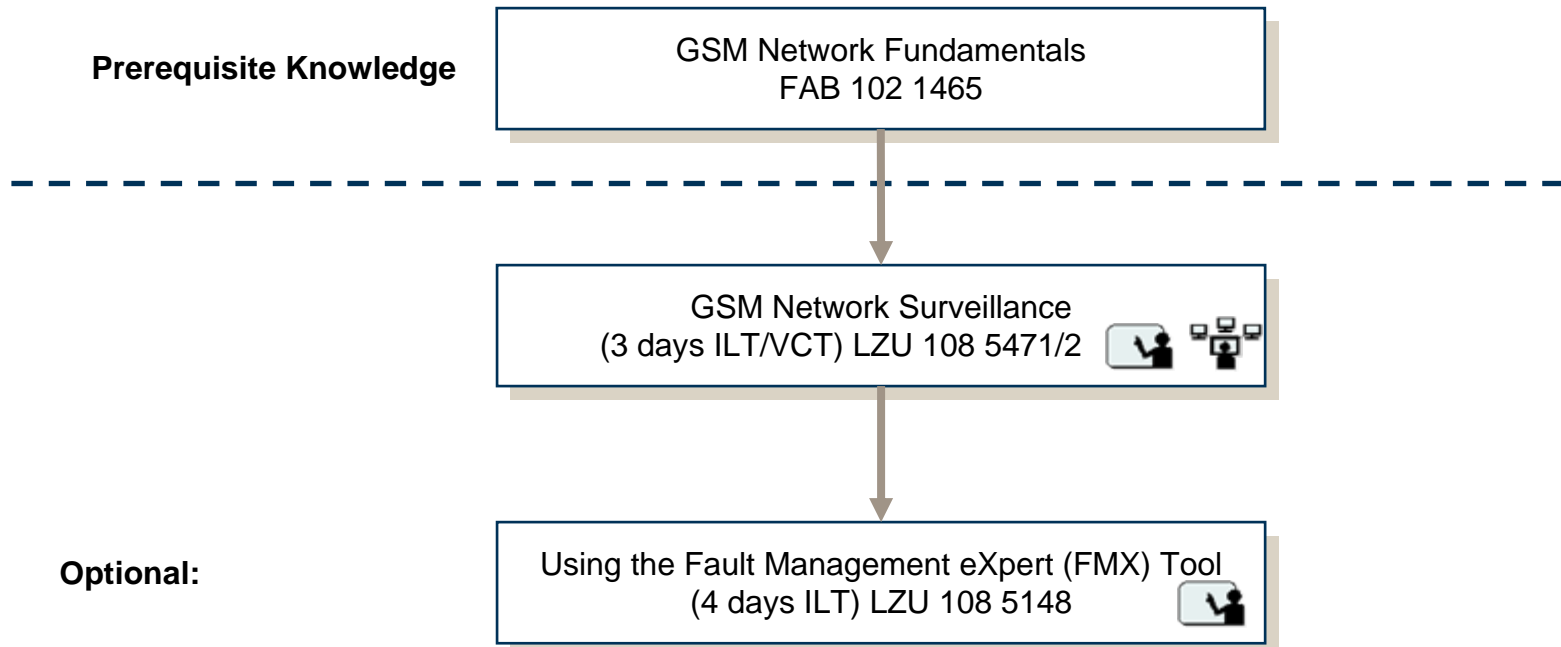 Prerequisite Knowledge
GSM Network Fundamentals
FAB 102 1465
GSM Network Surveillance
(3 days ILT/VCT) LZU 108 5471/2
Optional:
Using the Fault Management eXpert (FMX) Tool
(4 days ILT) LZU 108 5148